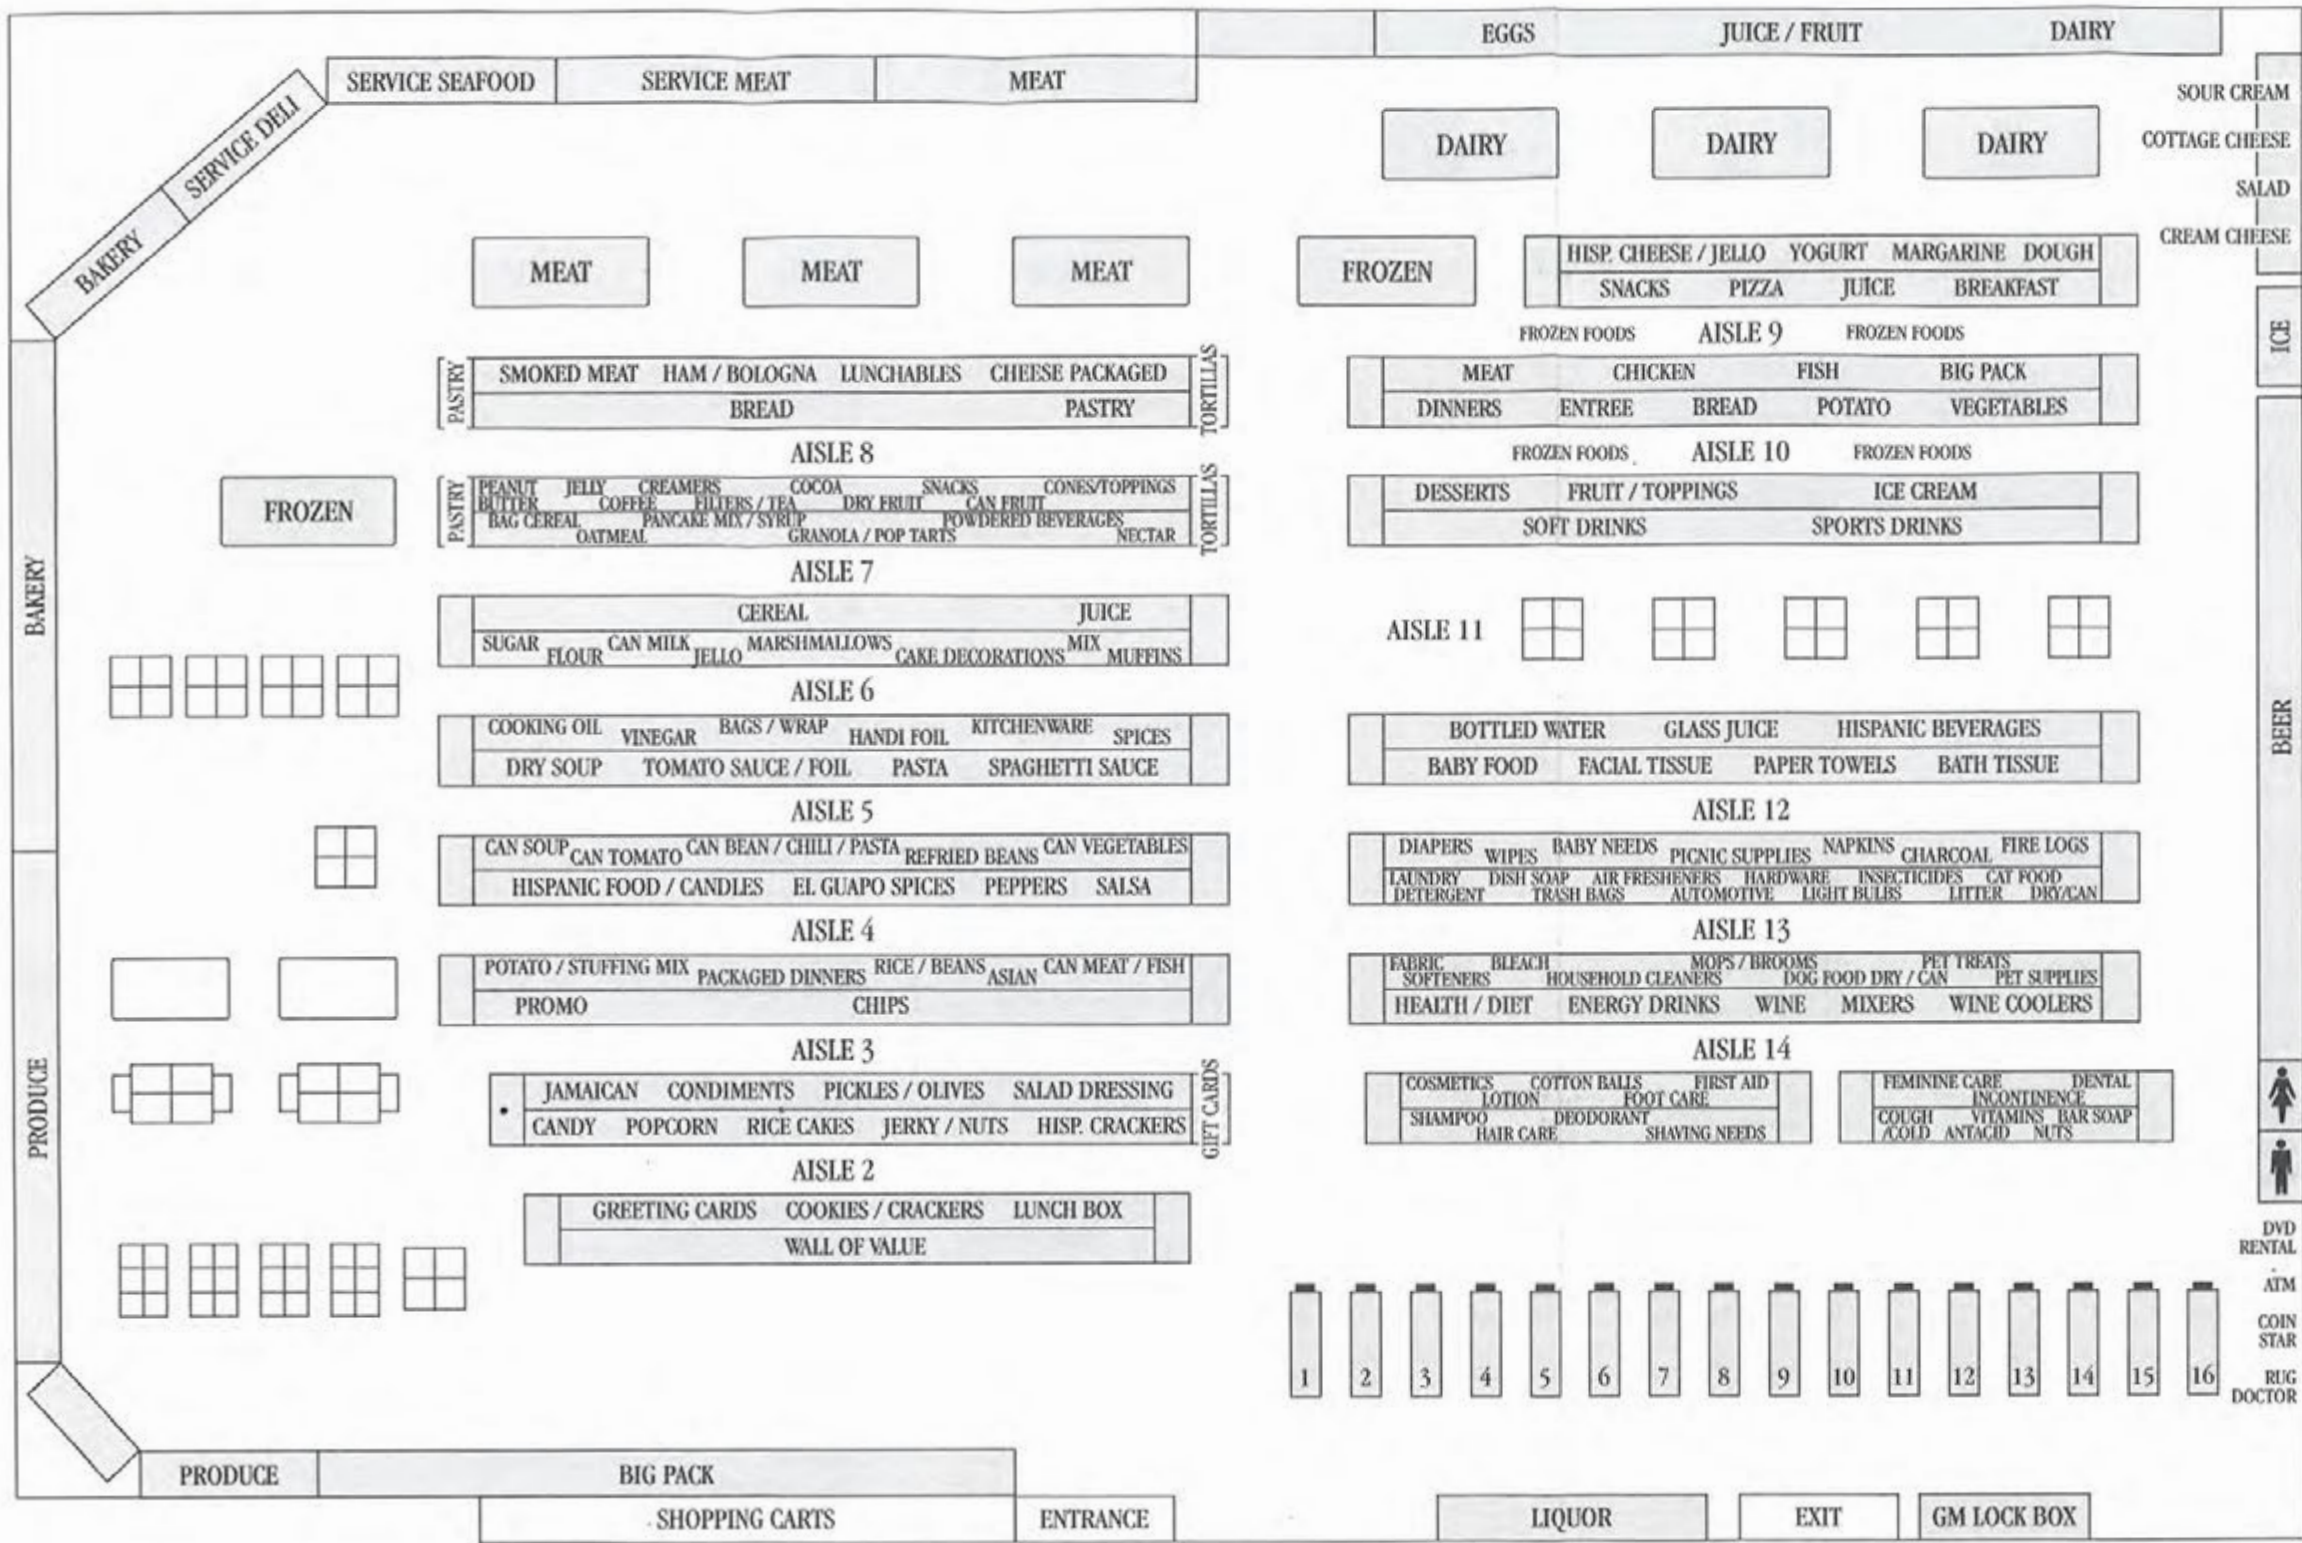 EGGS JUICE / FRUIT DAIRY
SERVICE SEAFOOD SERVICE MEAT MEAT
SERVICE DELI
BAKERY
SOUR CREAM
COTTAGE CHEESE
SALAD
CREAM CHEESE
DAIRY DAIRY DAIRY
MEAT MEAT MEAT
FROZEN
HISP. CHEESE / JELLO YOGURT MARGARINE DOUGH
SNACKS PIZZA JUICE BREAKFAST
FROZEN FOODS AISLE 9 FROZEN FOODS
ICE
PASTRY
SMOKED MEAT HAM / BOLOGNA LUNCHABLES CHEESE PACKAGED
BREAD PASTRY
TORTILLAS
MEAT CHICKEN FISH BIG PACK
DINNERS ENTREE BREAD POTATO VEGETABLES
AISLE 8
FROZEN FOODS AISLE 10 FROZEN FOODS
FROZEN
PASTRY
PEANUT JELLY CREAMERS COCOA SNACKS CONES/TOPPINGS
BUTTER COFFEE FILTERS / TEA DRY FRUIT CAN FRUIT
BAG CEREAL PANCAKE MIX / SYRUP POWDERED BEVERAGES
OATMEAL GRANOLA / POP TARTS NECTAR
TORTILLAS
DESSERTS FRUIT / TOPPINGS ICE CREAM
SOFT DRINKS SPORTS DRINKS
AISLE 7
BAKERY
CEREAL JUICE
SUGAR CAN MILK MARSHMALLOWS MIX
FLOUR JELLO CAKE DECORATIONS MUFFINS
AISLE 11
AISLE 6
BEER
COOKING OIL BAGS / WRAP KITCHENWARE
VINEGAR HANDI FOIL SPICES
DRY SOUP TOMATO SAUCE / FOIL PASTA SPAGHETTI SAUCE
BOTTLED WATER GLASS JUICE HISPANIC BEVERAGES
BABY FOOD FACIAL TISSUE PAPER TOWELS BATH TISSUE
AISLE 5
AISLE 12
CAN SOUP CAN BEAN / CHILI / PASTA CAN VEGETABLES
CAN TOMATO REFRIED BEANS
HISPANIC FOOD / CANDLES EL GUAPO SPICES PEPPERS SALSA
DIAPERS BABY NEEDS NAPKINS FIRE LOGS
WIPES PICNIC SUPPLIES CHARCOAL
LAUNDRY DISH SOAP AIR FRESHENERS HARDWARE INSECTICIDES CAT FOOD
DETERGENT TRASH BAGS AUTOMOTIVE LIGHT BULBS LITTER DRY/CAN
AISLE 4
AISLE 13
POTATO / STUFFING MIX RICE / BEANS CAN MEAT / FISH
PACKAGED DINNERS ASIAN
PROMO CHIPS
FABRIC BLEACH MOPS / BROOMS PET TREATS
SOFTENERS HOUSEHOLD CLEANERS DOG FOOD DRY / CAN PET SUPPLIES
HEALTH / DIET ENERGY DRINKS WINE MIXERS WINE COOLERS
AISLE 3
AISLE 14
PRODUCE
JAMAICAN CONDIMENTS PICKLES / OLIVES SALAD DRESSING
CANDY POPCORN RICE CAKES JERKY / NUTS HISP. CRACKERS
GIFT CARDS
COSMETICS COTTON BALLS FIRST AID
LOTION FOOT CARE
SHAMPOO DEODORANT
HAIR CARE SHAVING NEEDS
FEMININE CARE DENTAL
INCONTINENCE
COUGH VITAMINS BAR SOAP
/COLD ANTACID NUTS
AISLE 2
GREETING CARDS COOKIES / CRACKERS LUNCH BOX
WALL OF VALUE
DVD
RENTAL
ATM
COIN
STAR
RUG
DOCTOR
1 2 3 4 5 6 7 8 9 10 11 12 13 14 15 16
PRODUCE BIG PACK
SHOPPING CARTS ENTRANCE LIQUOR EXIT GM LOCK BOX